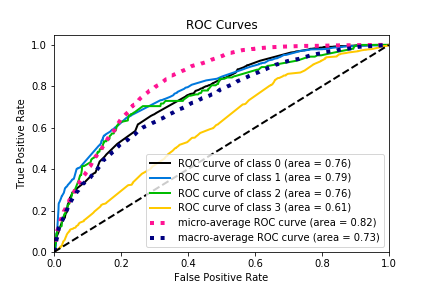 ROC Curves
True Positive Rate
1.0
0.8
0.6
0.4
0.2
0.0
ROC curve of class 0 (area = 0.76)
ROC curve of class 1 (area = 0.79)
ROC curve of class 2 (area = 0.76)
ROC curve of class 3 (area = 0.61)
micro-average ROC curve (area = 0.82)
macro-average ROC curve (area = 0.73)
0.0 0.2 0.4 0.6 0.8 1.0
False Positive Rate